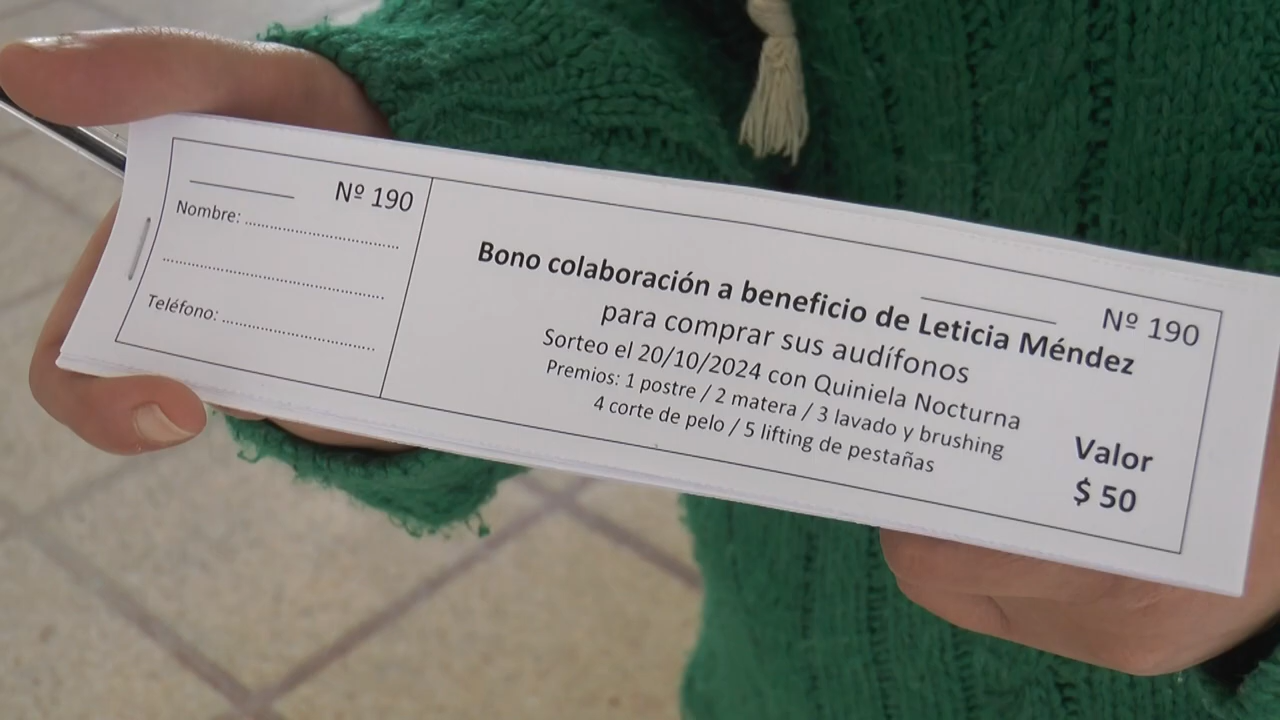 Nº 190
Nombre: ..............................
..........................................
Teléfono: .............................
Nº 190
Bono colaboración a beneficio de Leticia Méndez
para comprar sus audífonos
Sorteo el 20/10/2024 con Quiniela Nocturna
Premios: 1 postre / 2 matera / 3 lavado y brushing
4 corte de pelo / 5 lifting de pestañas
Valor
$ 50